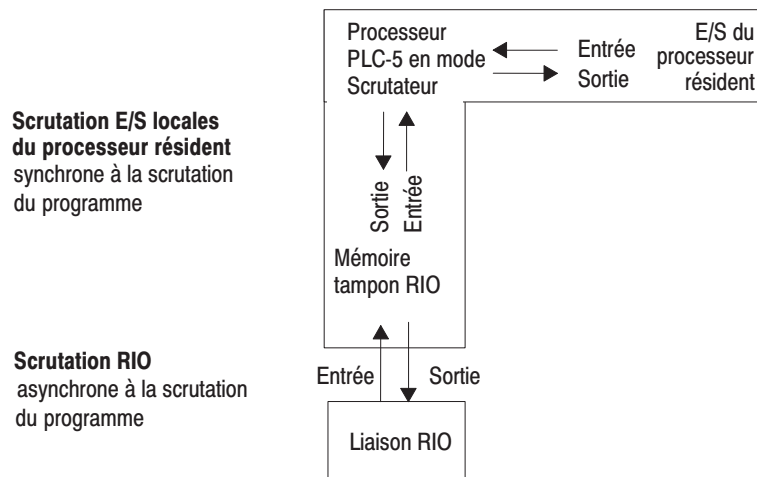 Processeur
PLC-5 en mode
Scrutateur
Entrée
Sortie
E/S du
processeur
résident
Scrutation E/S locales
du processeur résident
synchrone à la scrutation
du programme
Sortie
Entrée
Mémoire
tampon RIO
Scrutation RIO
asynchrone à la scrutation
du programme
Entrée
Sortie
Liaison RIO